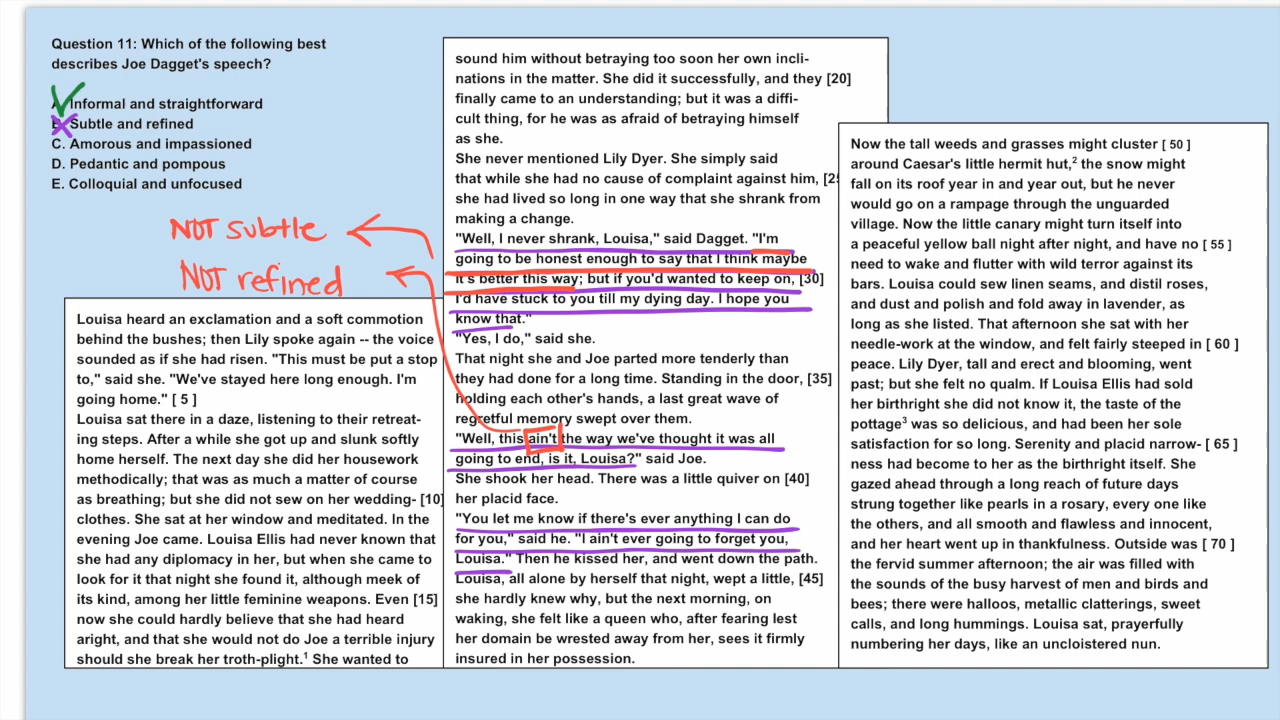 Question 11: Which of the following best
describes Joe Dagget's speech?
A. Informal and straightforward
B. Subtle and refined
C. Amorous and impassioned
D. Pedantic and pompous
E. Colloquial and unfocused
NOT subtle
NOT refined
Louisa heard an exclamation and a soft commotion
behind the bushes; then Lily spoke again -- the voice
sounded as if she had risen. "This must be put a stop
to," said she. "We've stayed here long enough. I'm
going home." [ 5 ]
Louisa sat there in a daze, listening to their retreat-
ing steps. After a while she got up and slunk softly
home herself. The next day she did her housework
methodically; that was as much a matter of course
as breathing; but she did not sew on her wedding- [10]
clothes. She sat at her window and meditated. In the
evening Joe came. Louisa Ellis had never known that
she had any diplomacy in her, but when she came to
look for it that night she found it, although meek of
its kind, among her little feminine weapons. Even [15]
now she could hardly believe that she had heard
aright, and that she would not do Joe a terrible injury
should she break her troth-plight.¹ She wanted to
sound him without betraying too soon her own incli-
nations in the matter. She did it successfully, and they [20]
finally came to an understanding; but it was a diffi-
cult thing, for he was as afraid of betraying himself
as she.
She never mentioned Lily Dyer. She simply said
that while she had no cause of complaint against him, [25
she had lived so long in one way that she shrank from
making a change.
"Well, I never shrank, Louisa," said Dagget. "I'm
going to be honest enough to say that I think maybe
it's better this way; but if you'd wanted to keep on, [30]
I'd have stuck to you till my dying day. I hope you
know that."
"Yes, I do," said she.
That night she and Joe parted more tenderly than
they had done for a long time. Standing in the door, [35]
holding each other's hands, a last great wave of
regretful memory swept over them.
"Well, this ain't the way we've thought it was all
going to end, is it, Louisa?" said Joe.
She shook her head. There was a little quiver on [40]
her placid face.
"You let me know if there's ever anything I can do
for you," said he. "I ain't ever going to forget you,
Louisa." Then he kissed her, and went down the path.
Louisa, all alone by herself that night, wept a little, [45]
she hardly knew why, but the next morning, on
waking, she felt like a queen who, after fearing lest
her domain be wrested away from her, sees it firmly
insured in her possession.
Now the tall weeds and grasses might cluster [ 50 ]
around Caesar's little hermit hut,² the snow might
fall on its roof year in and year out, but he never
would go on a rampage through the unguarded
village. Now the little canary might turn itself into
a peaceful yellow ball night after night, and have no [ 55 ]
need to wake and flutter with wild terror against its
bars. Louisa could sew linen seams, and distil roses,
and dust and polish and fold away in lavender, as
long as she listed. That afternoon she sat with her
needle-work at the window, and felt fairly steeped in [ 60 ]
peace. Lily Dyer, tall and erect and blooming, went
past; but she felt no qualm. If Louisa Ellis had sold
her birthright she did not know it, the taste of the
pottage³ was so delicious, and had been her sole
satisfaction for so long. Serenity and placid narrow- [ 65 ]
ness had become to her as the birthright itself. She
gazed ahead through a long reach of future days
strung together like pearls in a rosary, every one like
the others, and all smooth and flawless and innocent,
and her heart went up in thankfulness. Outside was [ 70 ]
the fervid summer afternoon; the air was filled with
the sounds of the busy harvest of men and birds and
bees; there were halloos, metallic clatterings, sweet
calls, and long hummings. Louisa sat, prayerfully
numbering her days, like an uncloistered nun.